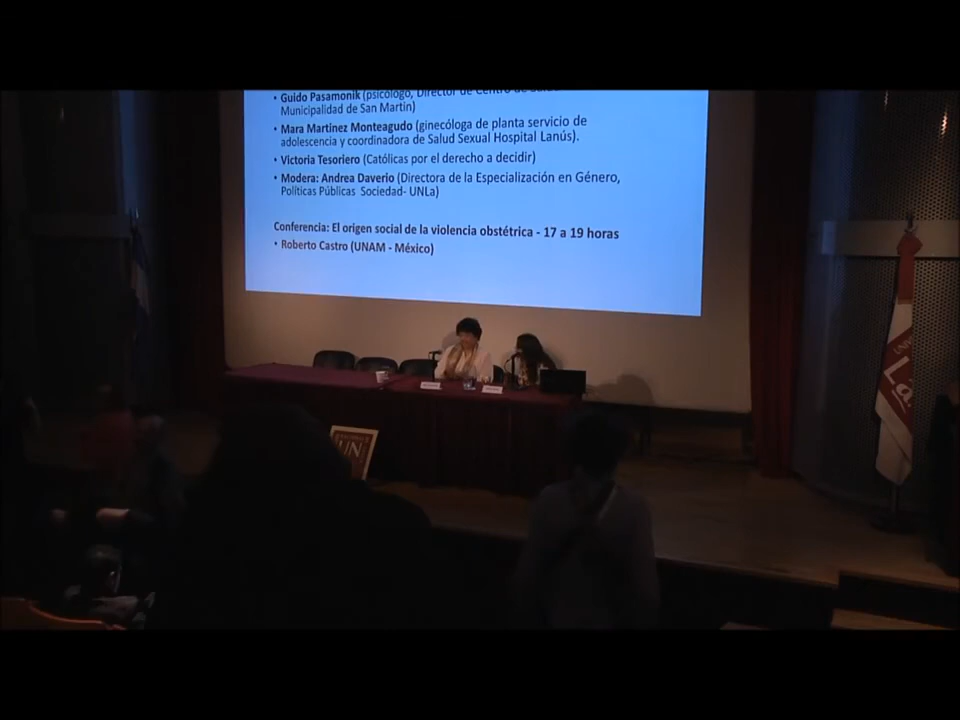 • Guido Pasamonik (psicólogo, Director de Centro de
Municipalidad de San Martin)
• Mara Martinez Monteagudo (ginecóloga de planta servicio de
adolescencia y coordinadora de Salud Sexual Hospital Lanús).
• Victoria Tesoriero (Católicas por el derecho a decidir)
• Modera: Andrea Daverio (Directora de la Especialización en Género,
Políticas Públicas Sociedad- UNLa)
Conferencia: El origen social de la violencia obstétrica - 17 a 19 horas
• Roberto Castro (UNAM - México)
UN